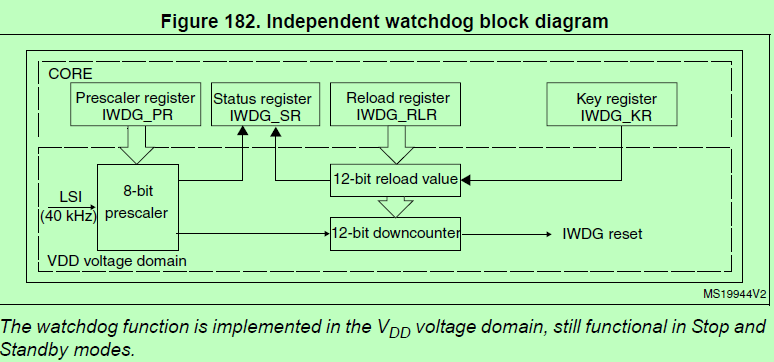 Figure 182. Independent watchdog block diagram
CORE
Prescaler register
IWDG_PR
Status register
IWDG_SR
Reload register
IWDG_RLR
Key register
IWDG_KR
LSI
(40 kHz)
8-bit
prescaler
12-bit reload value
12-bit downcounter
IWDG reset
VDD voltage domain
MS19944V2
The watchdog function is implemented in the VDD voltage domain, still functional in Stop and
Standby modes.